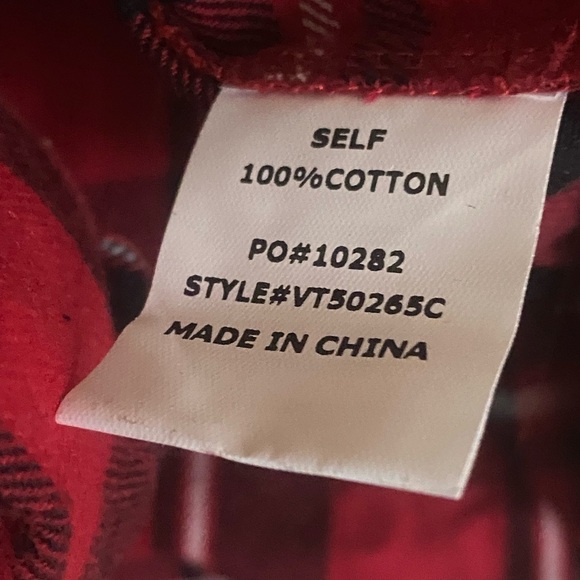 SELF
100%COTTON
PO#10282
STYLE#VT50265C
MADE IN CHINA